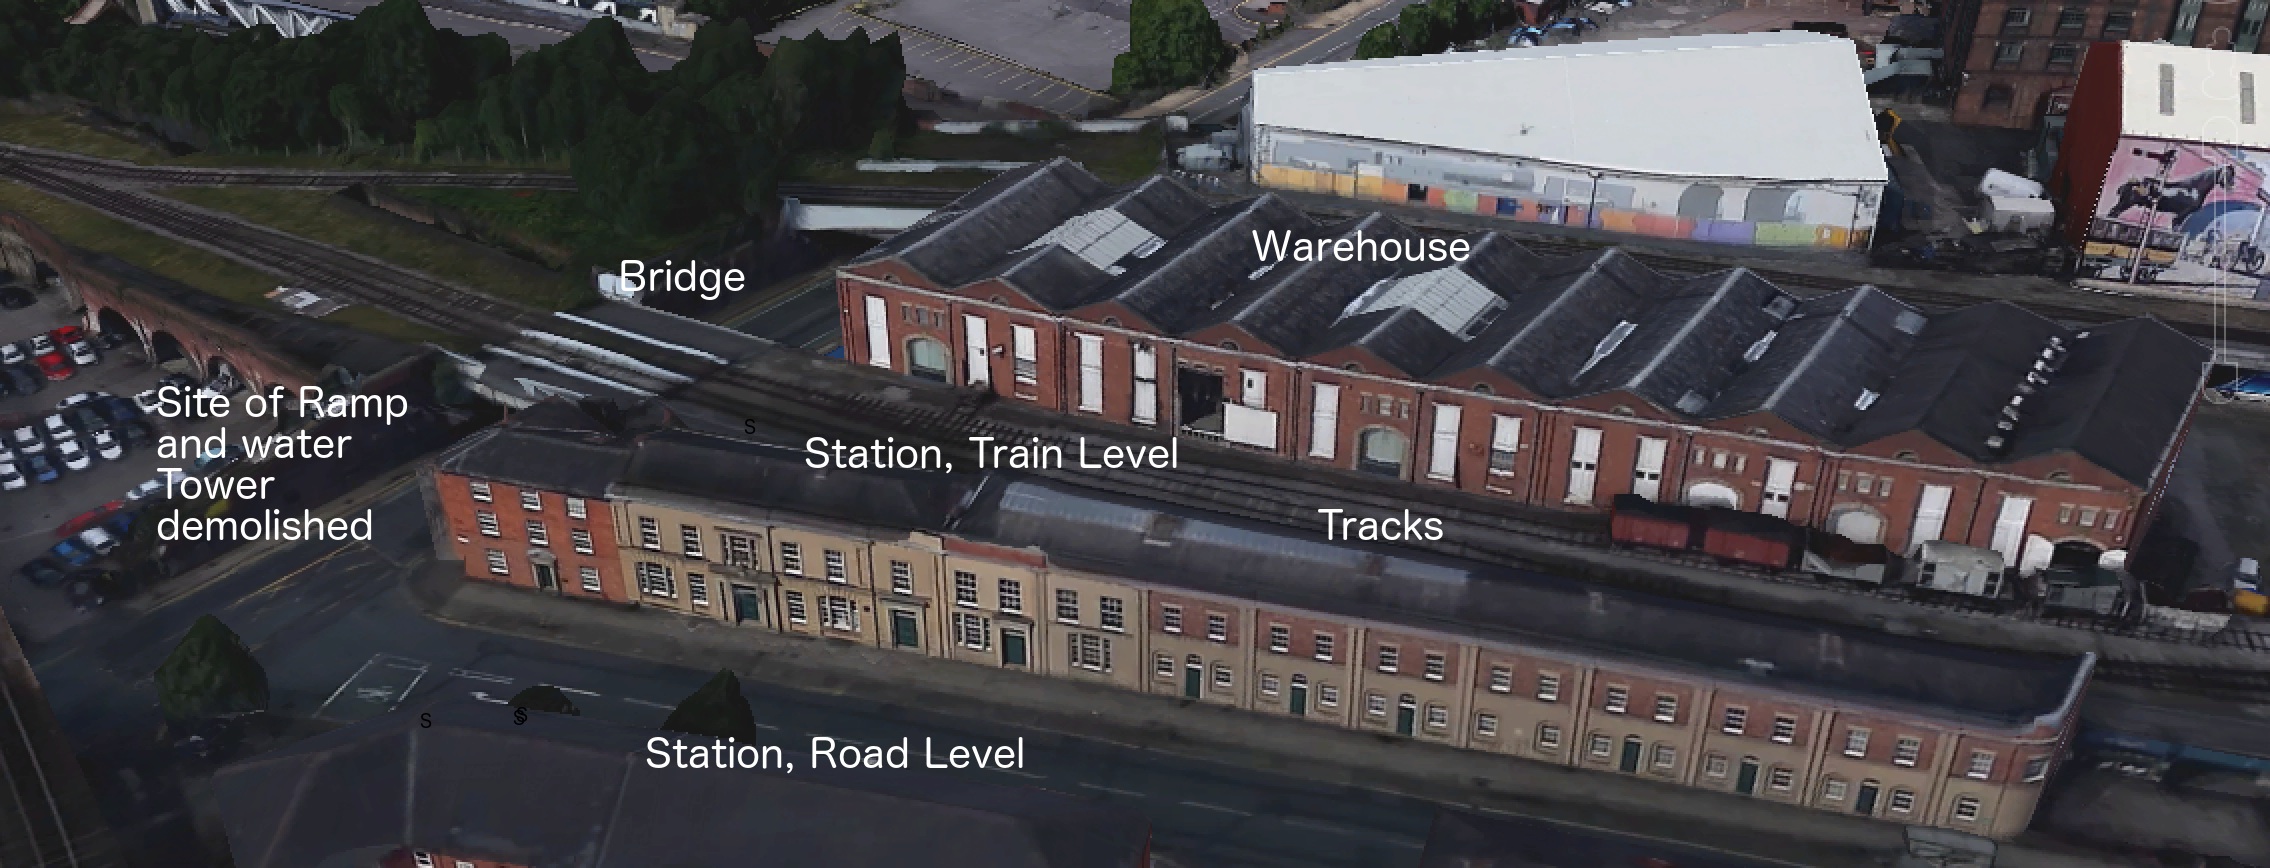 Warehouse
Bridge
Site of Ramp
and water
Tower
demolished
Station, Train Level
Tracks
Station, Road Level
S
S
S
S